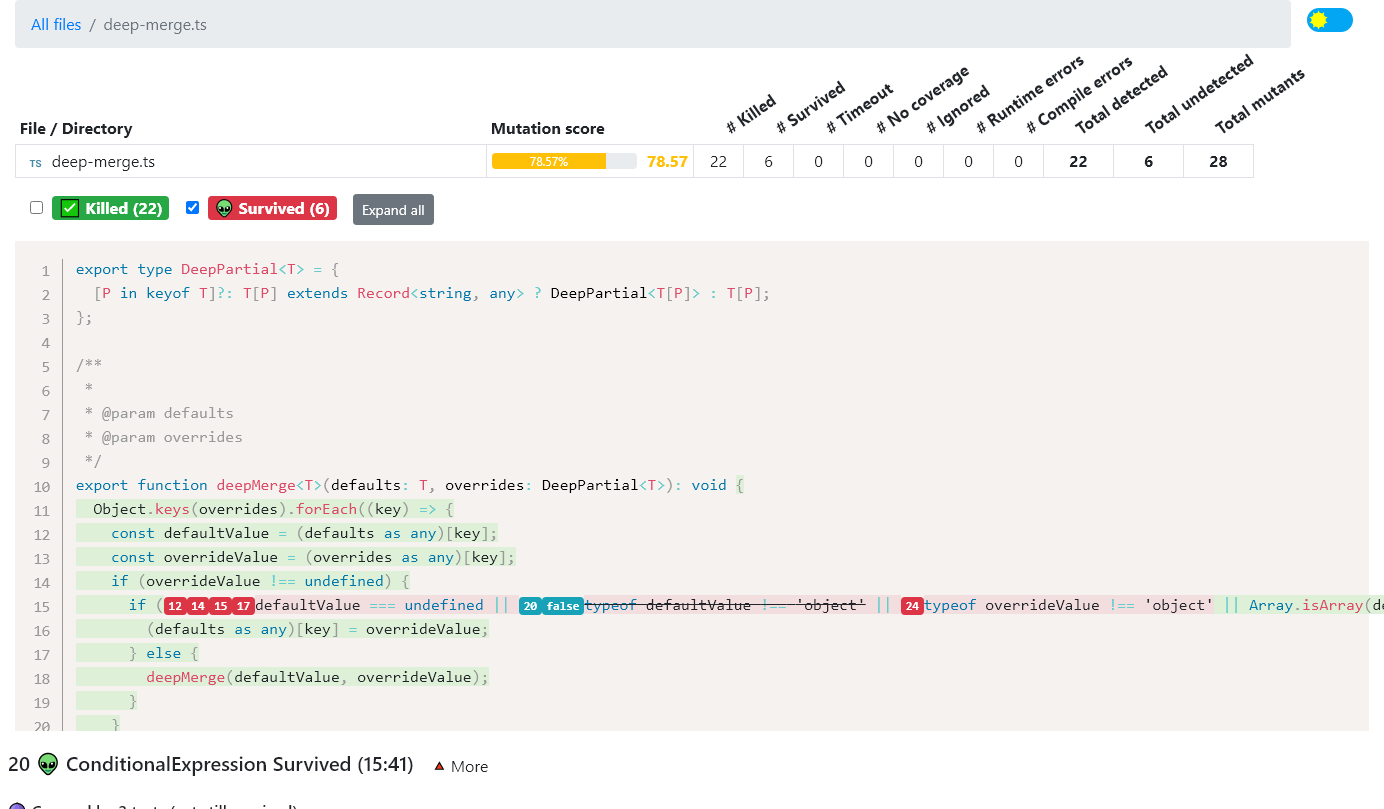 All files / deep-merge.ts
# Killed
# Survived
# Timeout
# No coverage
# Ignored
# Runtime errors
# Compile errors
Total detected
Total undetected
Total mutants
File / Directory Mutation score
TS deep-merge.ts 78.57% 78.57 22 6 0 0 0 0 0 22 6 28
Killed (22) Survived (6) Expand all
1 export type DeepPartial<T> = {
2 [P in keyof T]?: T[P] extends Record<string, any> ? DeepPartial<T[P]> : T[P];
3 };
4
5 /**
6 *
7 * @param defaults
8 * @param overrides
9 */
10 export function deepMerge<T>(defaults: T, overrides: DeepPartial<T>): void {
11 Object.keys(overrides).forEach((key) => {
12 const defaultValue = (defaults as any)[key];
13 const overrideValue = (overrides as any)[key];
14 if (overrideValue !== undefined) {
15 if (12 14 15 17 defaultValue === undefined || 20 false typeof defaultValue !== 'object' || 24 typeof overrideValue !== 'object' || Array.isArray(de
16 (defaults as any)[key] = overrideValue;
17 } else {
18 deepMerge(defaultValue, overrideValue);
19 }
20 }
20 ConditionalExpression Survived (15:41) More